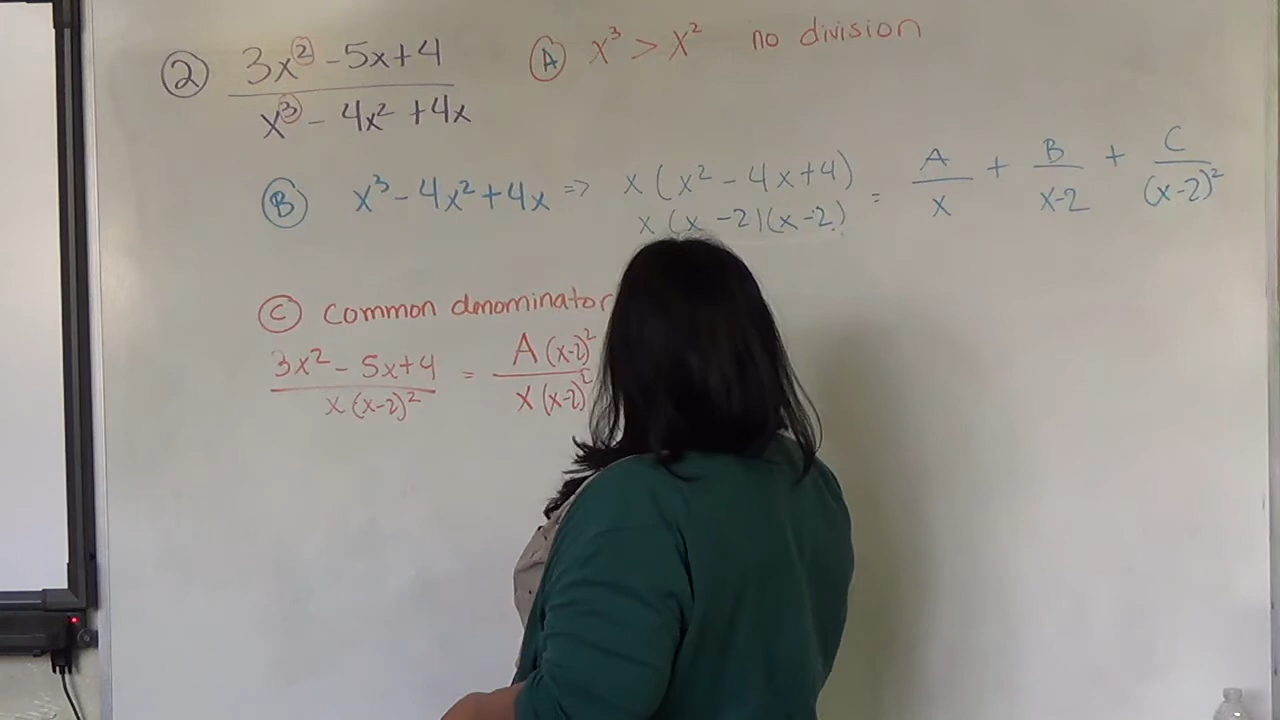 ② (3x² - 5x + 4) / (x³ - 4x² + 4x)
Ⓐ x³ > x² no division
Ⓑ x³ - 4x² + 4x => x(x² - 4x + 4)
x(x - 2)(x - 2) = A/x + B/(x-2) + C/(x-2)²
Ⓒ common denominator
(3x² - 5x + 4) / (x(x-2)²) = A(x-2)² / (x(x-2)²)